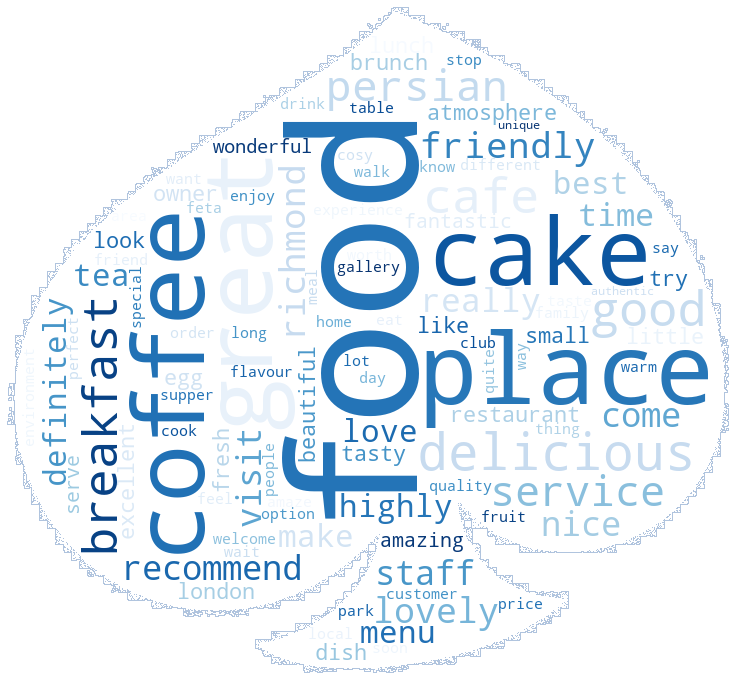 lunch
brunch
stop
persian
drink
table
atmosphere
unique
wonderful
friendly
cosy
walk
know
different
want
owner
great
richmond
cafe
best
feta
enjoy
experience
fantastic
time
look
friend
food
cake
say
tea
special
coffee
gallery
meal
really
try
authentic
taste
family
good
home
eat
like
club
small
little
definitely
breakfast
perfect
order
long
beautiful
lot
day
quite
way
place
warm
environment
egg
flavour
supper
restaurant
come
thing
cook
love
serve
excellent
fresh
visit
people
tasty
delicious
quality
service
feel
option
highly
fruit
nice
welcome
wait
make
amazing
recommend
staff
london
customer
lovely
price
park
local
menu
dish
soon